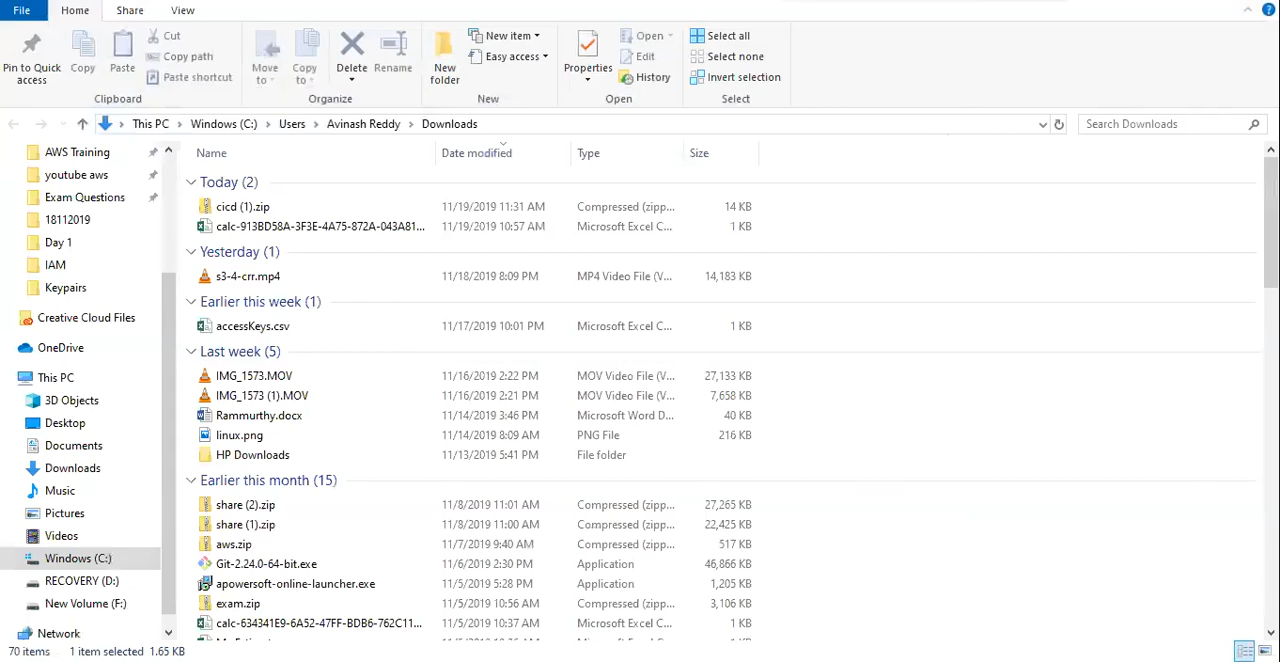 File Home Share View
Pin to Quick access
Copy
Paste
Cut
Copy path
Paste shortcut
Clipboard
Move to
Copy to
Delete
Rename
Organize
New folder
New item
Easy access
New
Properties
Open
Edit
History
Open
Select all
Select none
Invert selection
Select
This PC > Windows (C:) > Users > Avinash Reddy > Downloads
Search Downloads
AWS Training
youtube aws
Exam Questions
18112019
Day 1
IAM
Keypairs
Creative Cloud Files
OneDrive
This PC
3D Objects
Desktop
Documents
Downloads
Music
Pictures
Videos
Windows (C:)
RECOVERY (D:)
New Volume (F:)
Network
Name Date modified Type Size
Today (2)
cicd (1).zip 11/19/2019 11:31 AM Compressed (zipp... 14 KB
calc-913BD58A-3F3E-4A75-872A-043A81... 11/19/2019 10:57 AM Microsoft Excel C... 1 KB
Yesterday (1)
s3-4-crr.mp4 11/18/2019 8:09 PM MP4 Video File (V... 14,183 KB
Earlier this week (1)
accessKeys.csv 11/17/2019 10:01 PM Microsoft Excel C... 1 KB
Last week (5)
IMG_1573.MOV 11/16/2019 2:22 PM MOV Video File (V... 27,133 KB
IMG_1573 (1).MOV 11/16/2019 2:21 PM MOV Video File (V... 7,658 KB
Rammurthy.docx 11/14/2019 3:46 PM Microsoft Word D... 40 KB
linux.png 11/14/2019 8:09 AM PNG File 216 KB
HP Downloads 11/13/2019 5:41 PM File folder
Earlier this month (15)
share (2).zip 11/8/2019 11:01 AM Compressed (zipp... 27,265 KB
share (1).zip 11/8/2019 11:00 AM Compressed (zipp... 22,425 KB
aws.zip 11/7/2019 9:40 AM Compressed (zipp... 517 KB
Git-2.24.0-64-bit.exe 11/6/2019 2:30 PM Application 46,866 KB
apowersoft-online-launcher.exe 11/5/2019 5:28 PM Application 1,205 KB
exam.zip 11/5/2019 10:56 AM Compressed (zipp... 3,106 KB
calc-634341E9-6A52-47FF-BDB6-762C11... 11/5/2019 10:37 AM Microsoft Excel C... 1 KB
70 items 1 item selected 1.65 KB